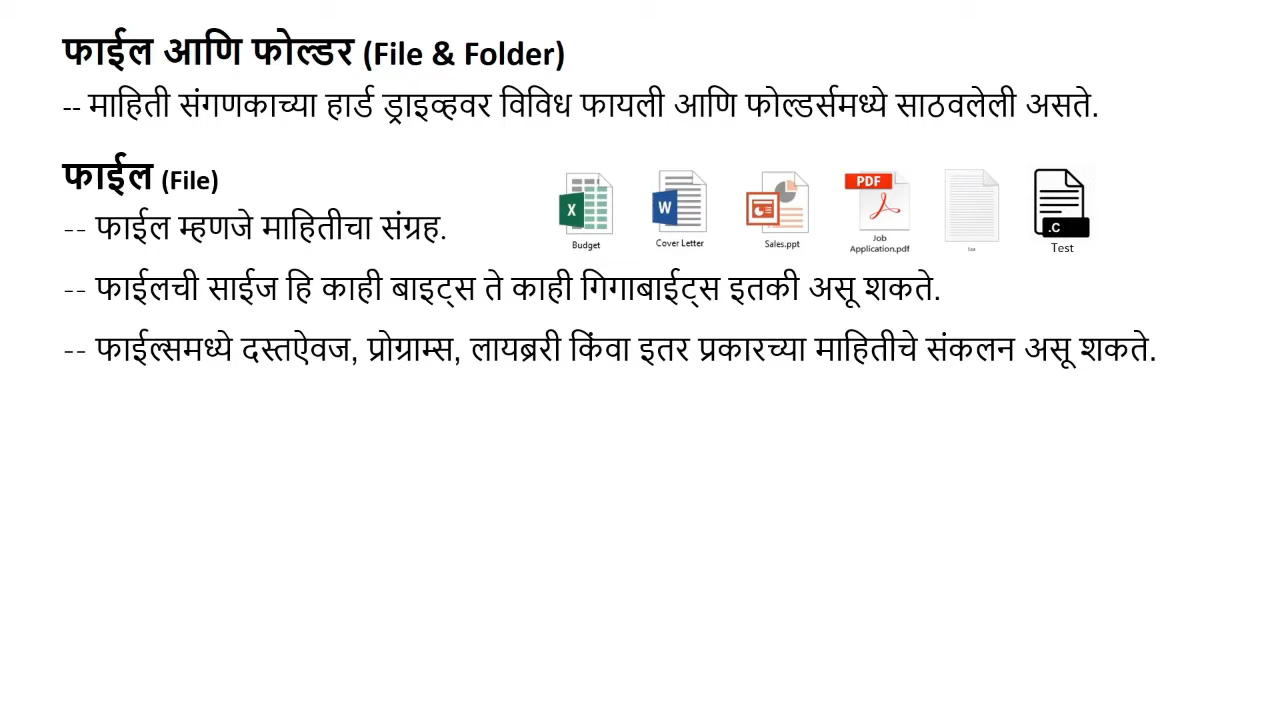 फाईल आणि फोल्डर (File & Folder)
-- माहिती संगणकाच्या हार्ड ड्राइव्हवर विविध फायली आणि फोल्डर्समध्ये साठवलेली असते.
फाईल (File)
-- फाईल म्हणजे माहितीचा संग्रह.
X
W
PDF
.C
Budget
Cover Letter
Sales.ppt
Job
Application.pdf
Test
-- फाईलची साईज हि काही बाइट्स ते काही गिगाबाईट्स इतकी असू शकते.
-- फाईल्समध्ये दस्तऐवज, प्रोग्राम्स, लायब्ररी किंवा इतर प्रकारच्या माहितीचे संकलन असू शकते.